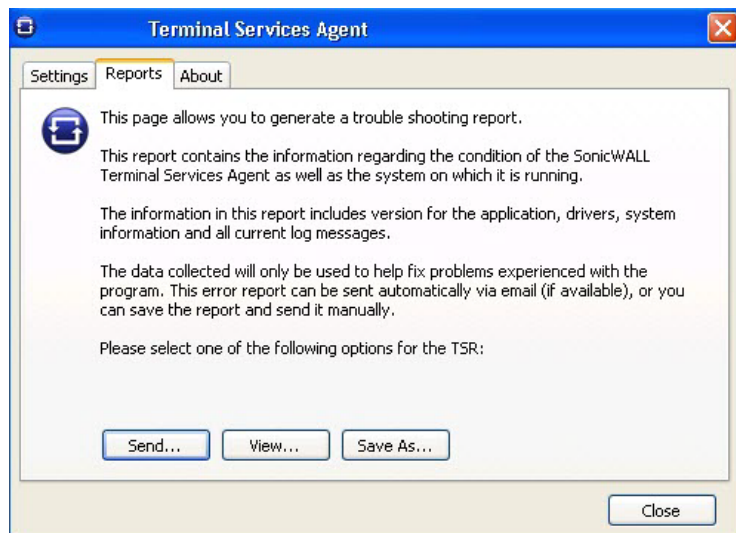 Terminal Services Agent
Settings Reports About
This page allows you to generate a trouble shooting report.
This report contains the information regarding the condition of the SonicWALL
Terminal Services Agent as well as the system on which it is running.
The information in this report includes version for the application, drivers, system
information and all current log messages.
The data collected will only be used to help fix problems experienced with the
program. This error report can be sent automatically via email (if available), or you
can save the report and send it manually.
Please select one of the following options for the TSR:
Send... View... Save As...
Close